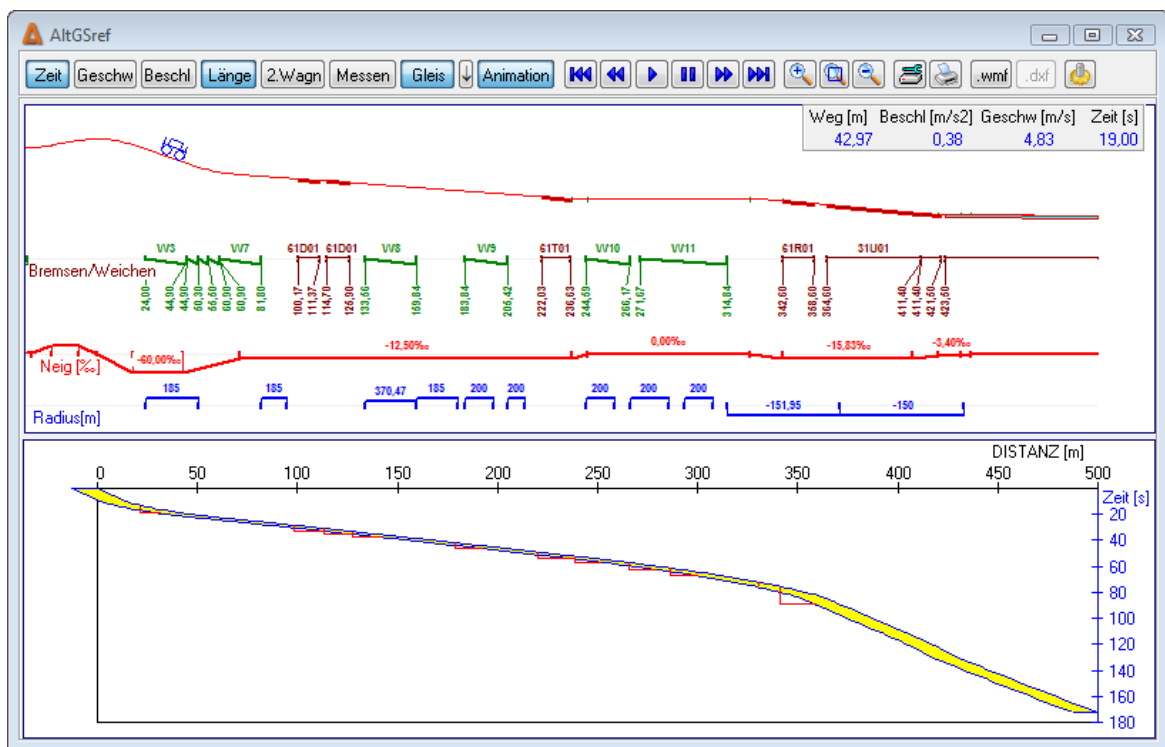 AltGSref
Zeit Geschw Beschl Länge 2.Wagn Messen Gleis Animation .wmf .dxf
Weg [m] Beschl [m/s2] Geschw [m/s] Zeit [s]
42,97 0,38 4,83 19,00
W3 W7 61D01 61D01 W8 W9 61T01 W10 W11 61R01 31U01
Bremsen/Weichen
24,00 44,90 44,90 50,30 55,50 60,90 60,90 81,80 100,17 111,37 114,70 125,90 133,56 159,84 183,84 205,42 222,03 236,63 244,59 266,17 271,67 314,84 342,60 358,60 364,60 411,40 411,40 421,50 423,50
-60,00‰ -12,50‰ 0,00‰ -15,83‰ -3,40‰
Neig [‰]
185 185 370,47 185 200 200 200 200 200 -151,95 -150
Radius[m]
DISTANZ [m]
0 50 100 150 200 250 300 350 400 450 500
Zeit [s]
20
40
60
80
100
120
140
160
180